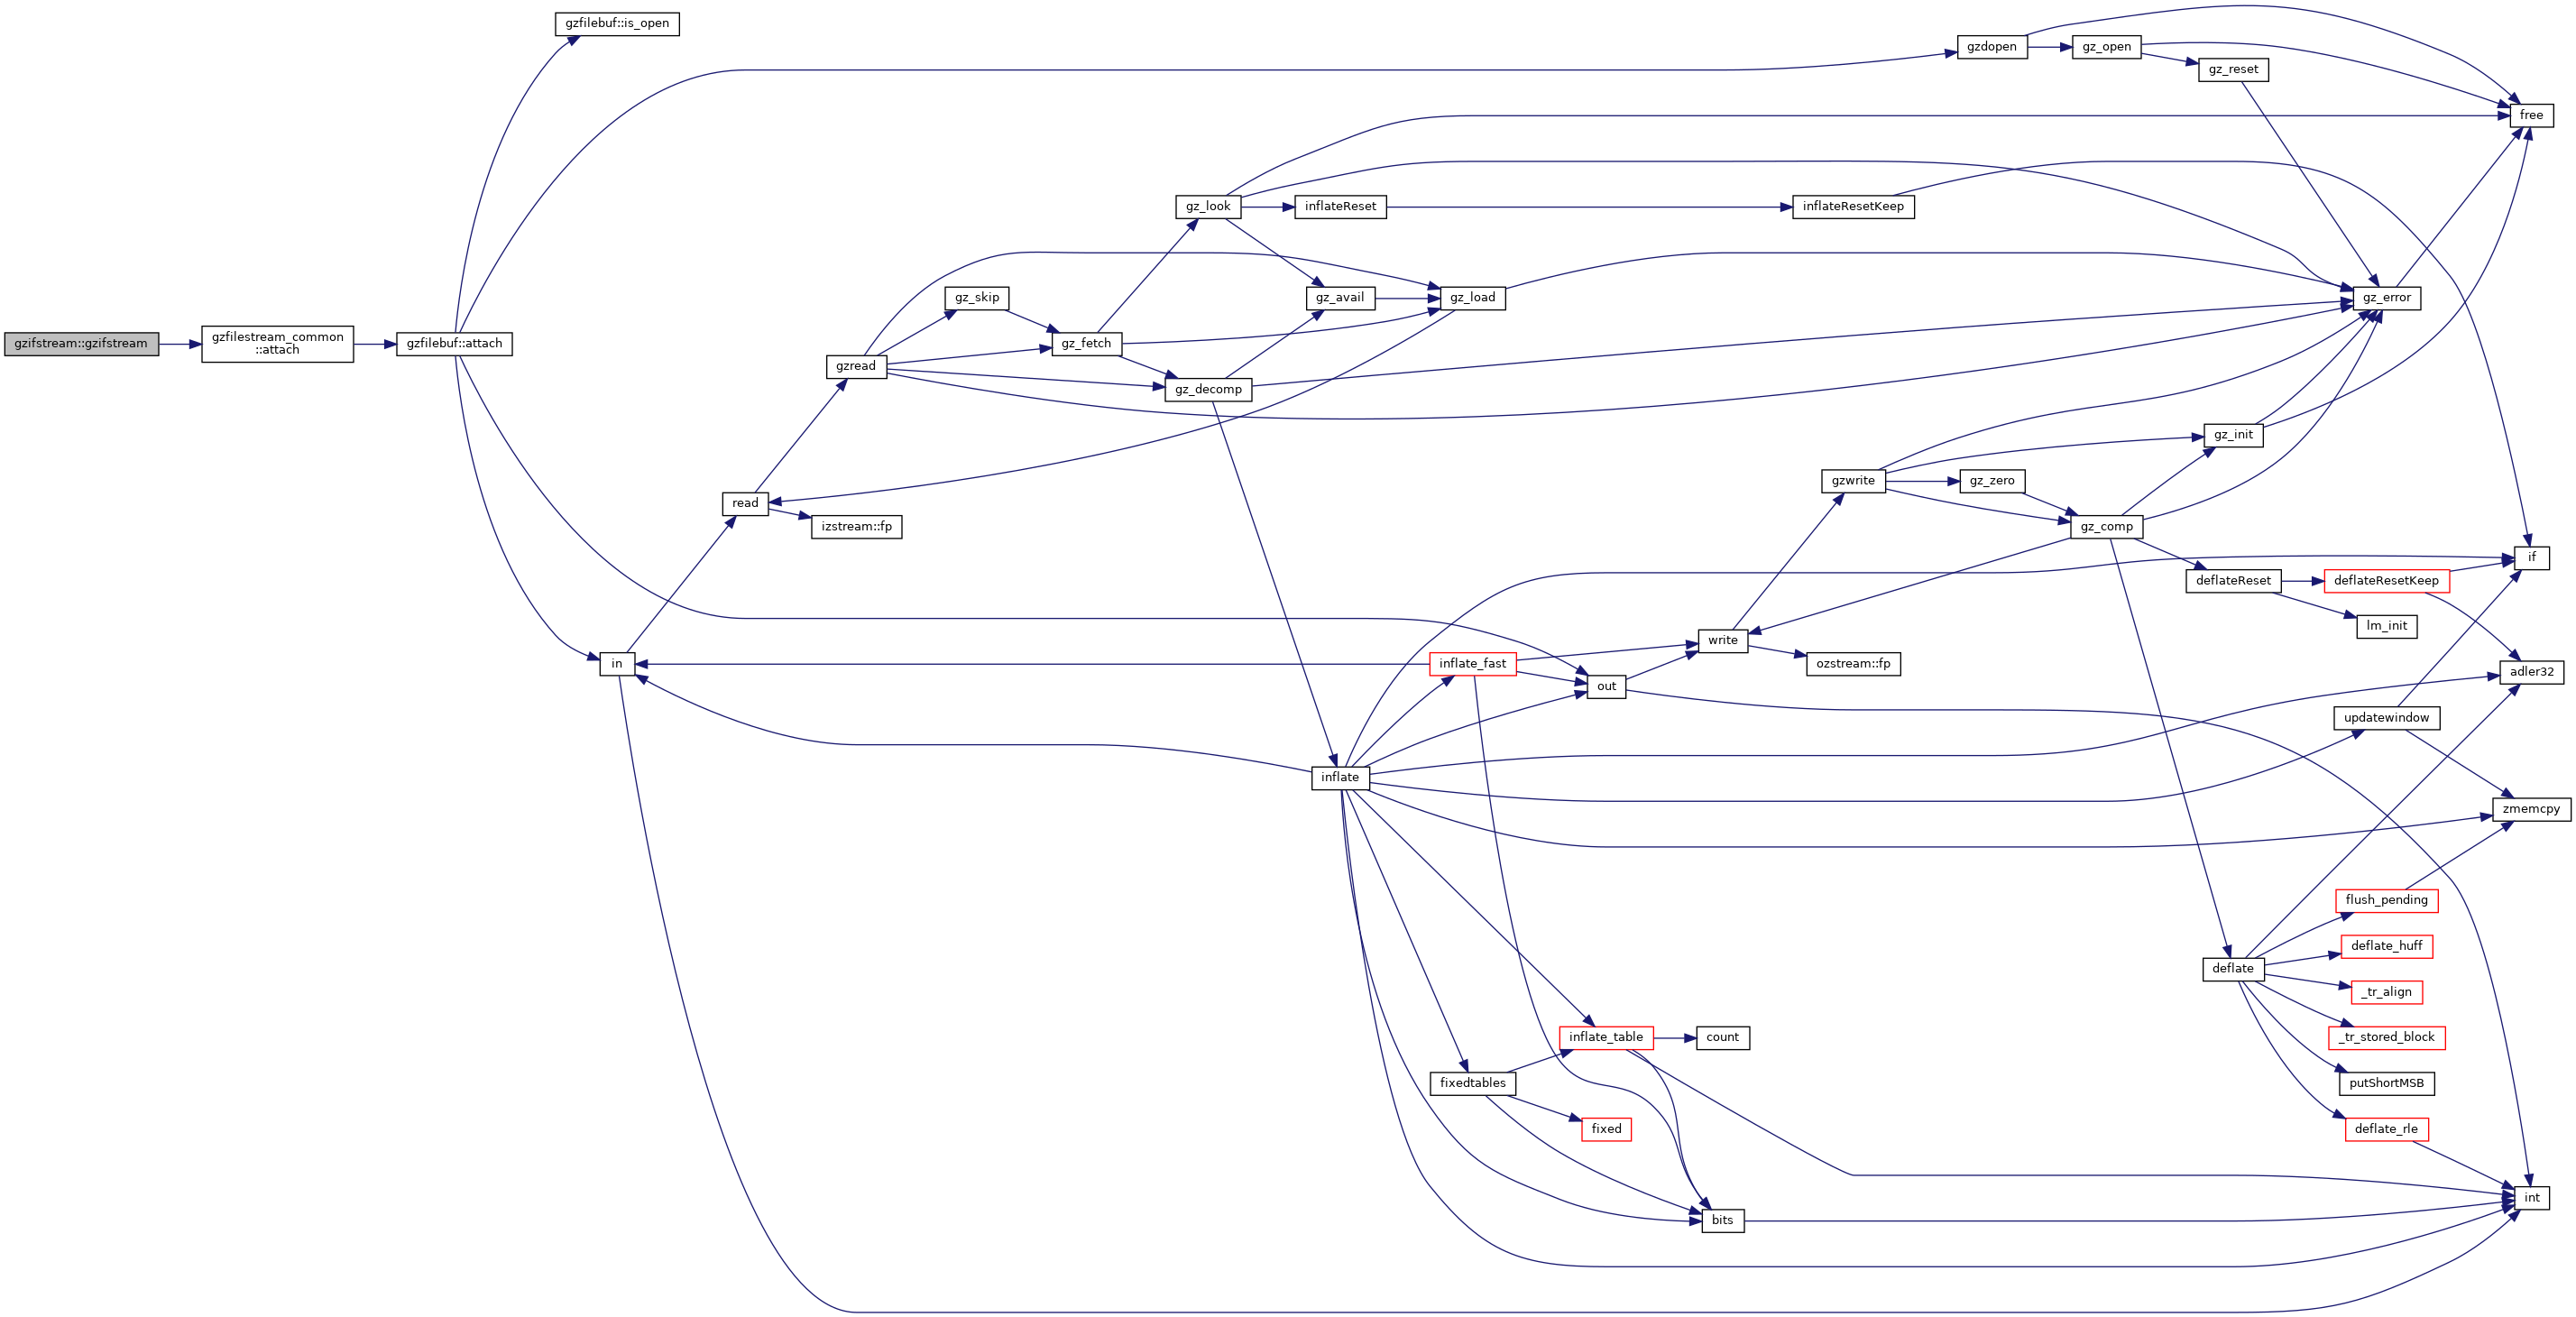 gzfilebuf::is_open
gzdopen
gz_open
gz_reset
free
gz_look
inflateReset
inflateResetKeep
gz_skip
gz_avail
gz_load
gz_error
gzifstream::gzifstream
gzfilestream_common
::attach
gzfilebuf::attach
gz_fetch
gzread
gz_decomp
gz_init
gzwrite
gz_zero
read
izstream::fp
gz_comp
if
deflateReset
deflateResetKeep
lm_init
write
in
inflate_fast
ozstream::fp
adler32
out
updatewindow
inflate
zmemcpy
flush_pending
deflate_huff
deflate
_tr_align
inflate_table
count
_tr_stored_block
fixedtables
putShortMSB
fixed
deflate_rle
int
bits